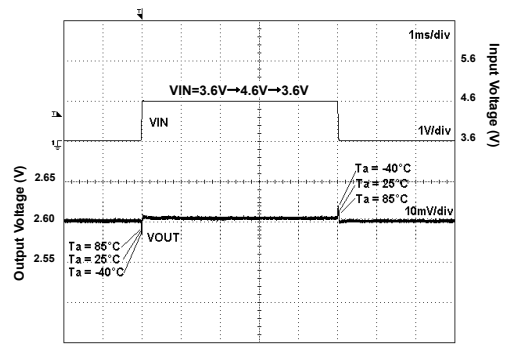 1ms/div
5.6
VIN=3.6V→4.6V→3.6V
4.6
VIN
1V/div
3.6
Input Voltage (V)
Ta = -40°C
Ta = 25°C
Ta = 85°C
2.65
10mV/div
2.60
VOUT
Ta = 85°C
Ta = 25°C
Ta = -40°C
2.55
Output Voltage (V)